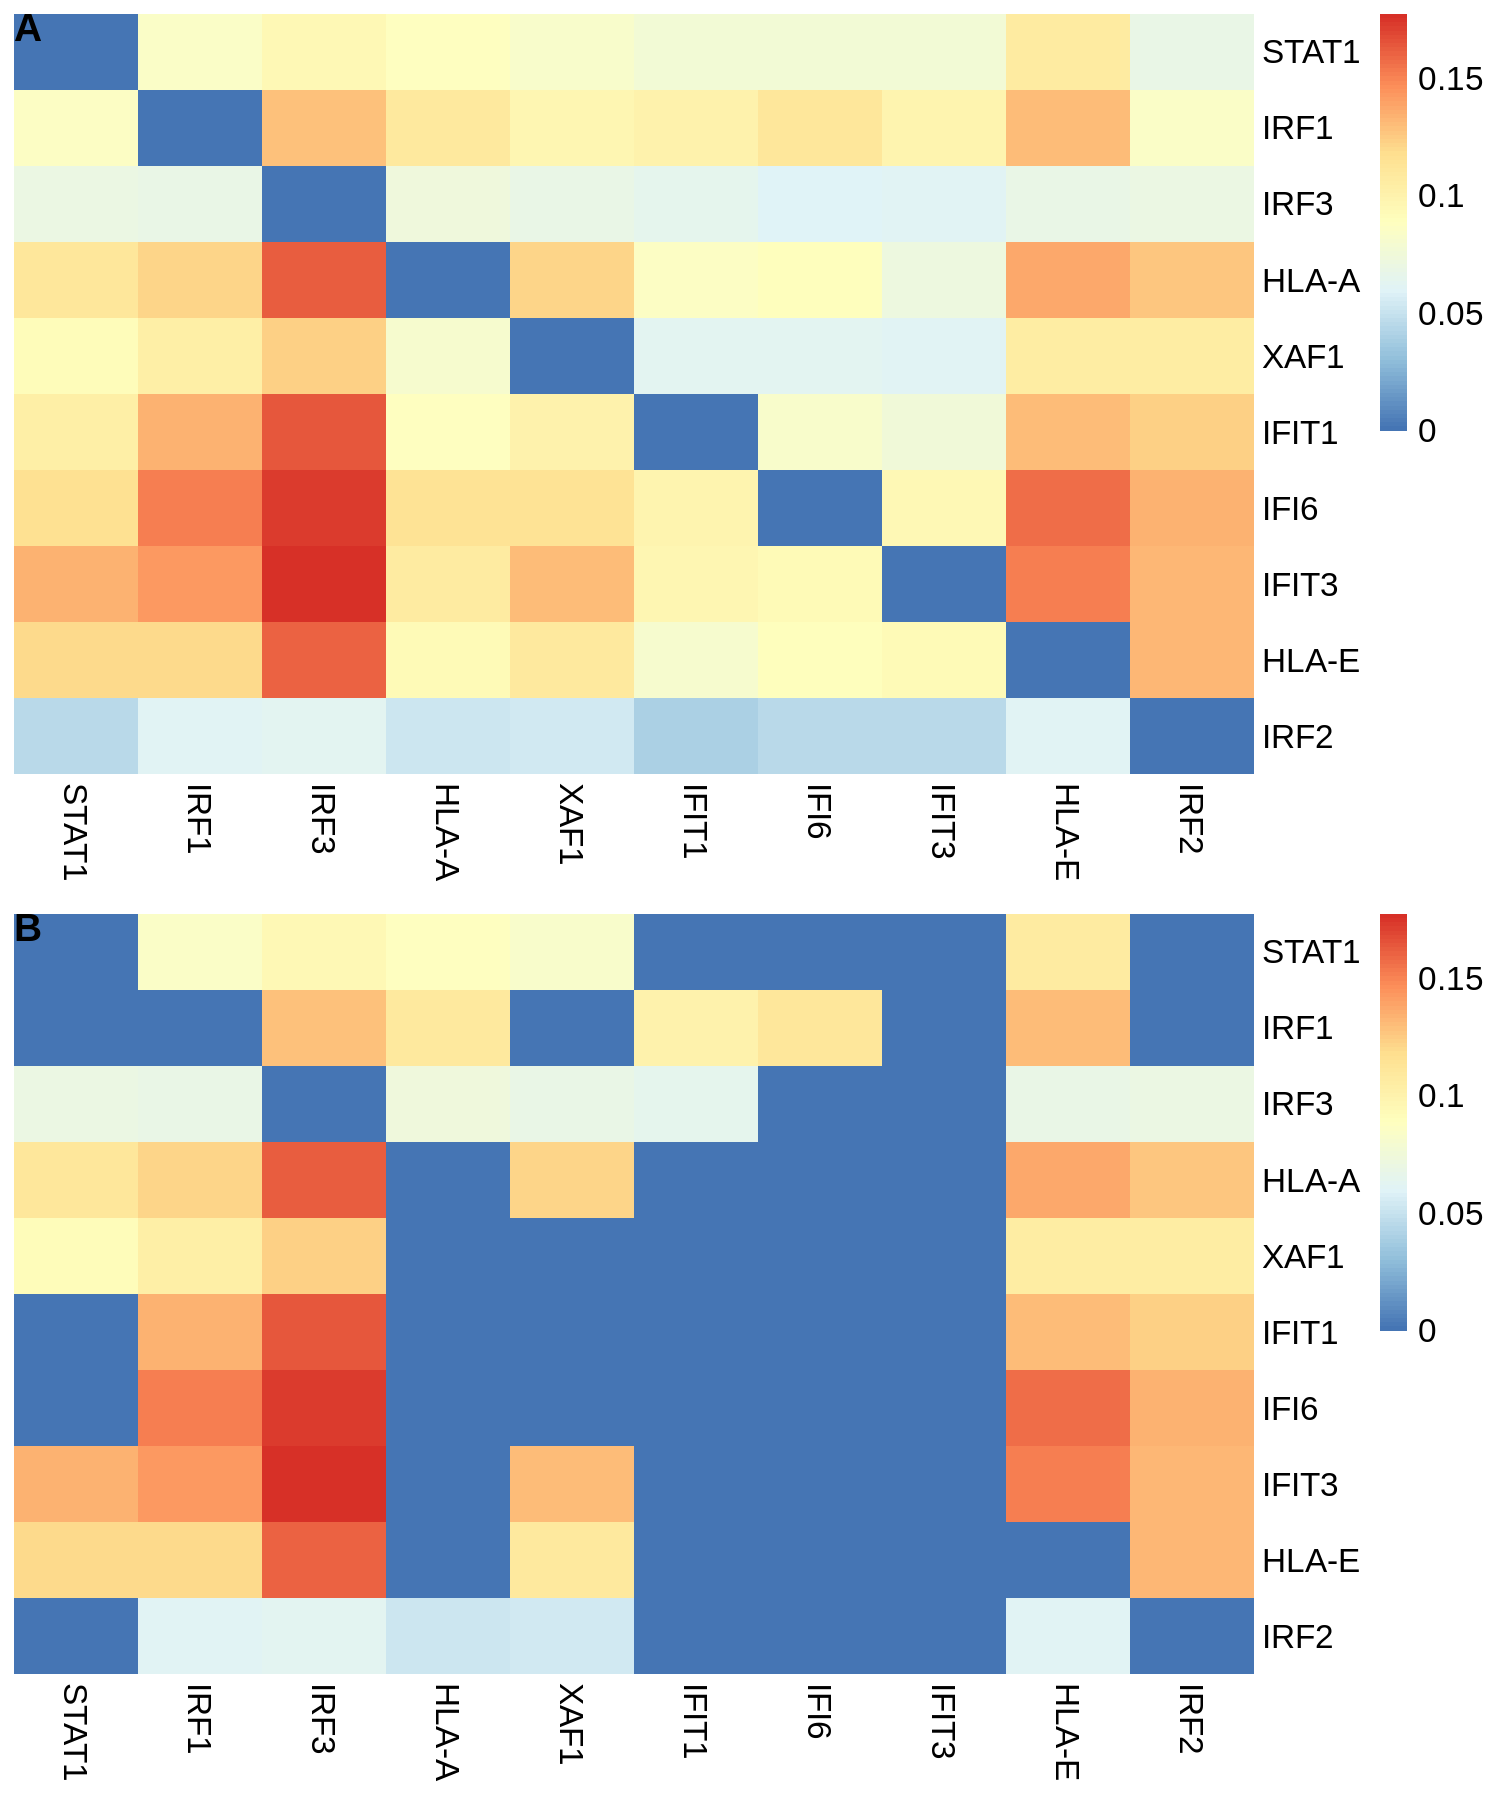 A
STAT1
IRF1
IRF3
HLA-A
XAF1
IFIT1
IFI6
IFIT3
HLA-E
IRF2
0.15
0.1
0.05
0
STAT1
IRF1
IRF3
HLA-A
XAF1
IFIT1
IFI6
IFIT3
HLA-E
IRF2
B
STAT1
IRF1
IRF3
HLA-A
XAF1
IFIT1
IFI6
IFIT3
HLA-E
IRF2
0.15
0.1
0.05
0
STAT1
IRF1
IRF3
HLA-A
XAF1
IFIT1
IFI6
IFIT3
HLA-E
IRF2